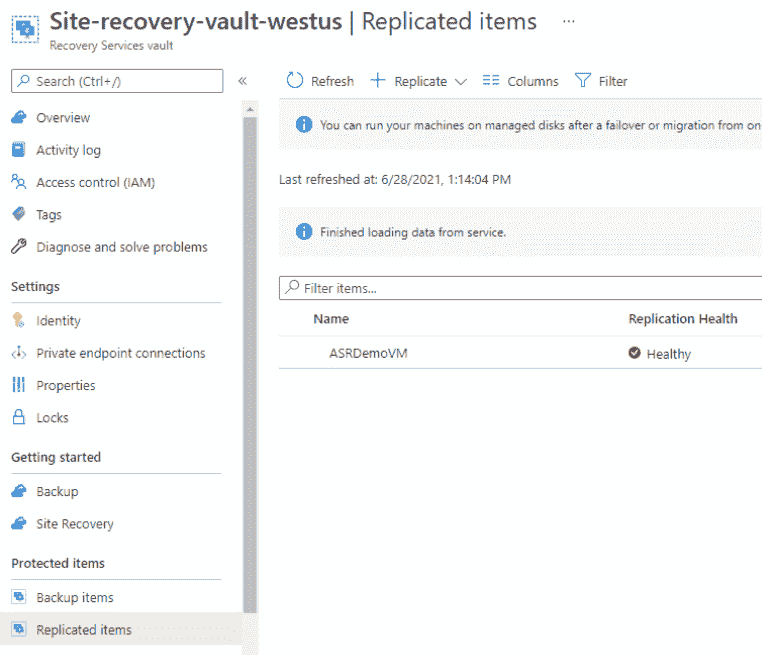 Site-recovery-vault-westus | Replicated items ...
Recovery Services vault
Search (Ctrl+/)
«
Refresh
Replicate
Columns
Filter
Overview
Activity log
Access control (IAM)
Tags
Diagnose and solve problems
Settings
Identity
Private endpoint connections
Properties
Locks
Getting started
Backup
Site Recovery
Protected items
Backup items
Replicated items
You can run your machines on managed disks after a failover or migration from on
Last refreshed at: 6/28/2021, 1:14:04 PM
Finished loading data from service.
Filter items...
Name Replication Health
ASRDemoVM Healthy